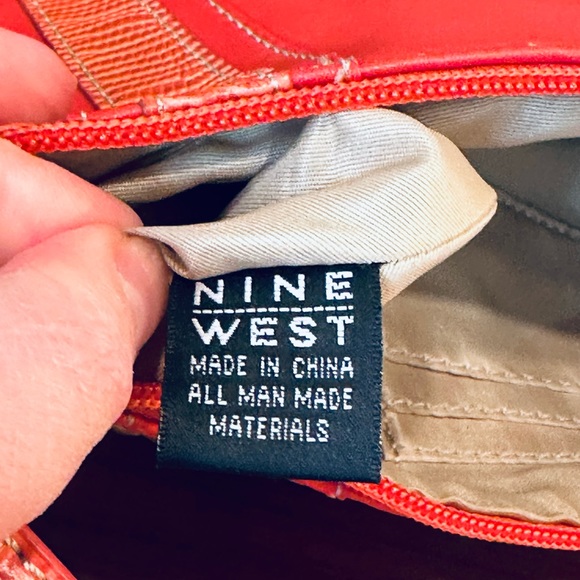 NINE
WEST
MADE IN CHINA
ALL MAN MADE
MATERIALS